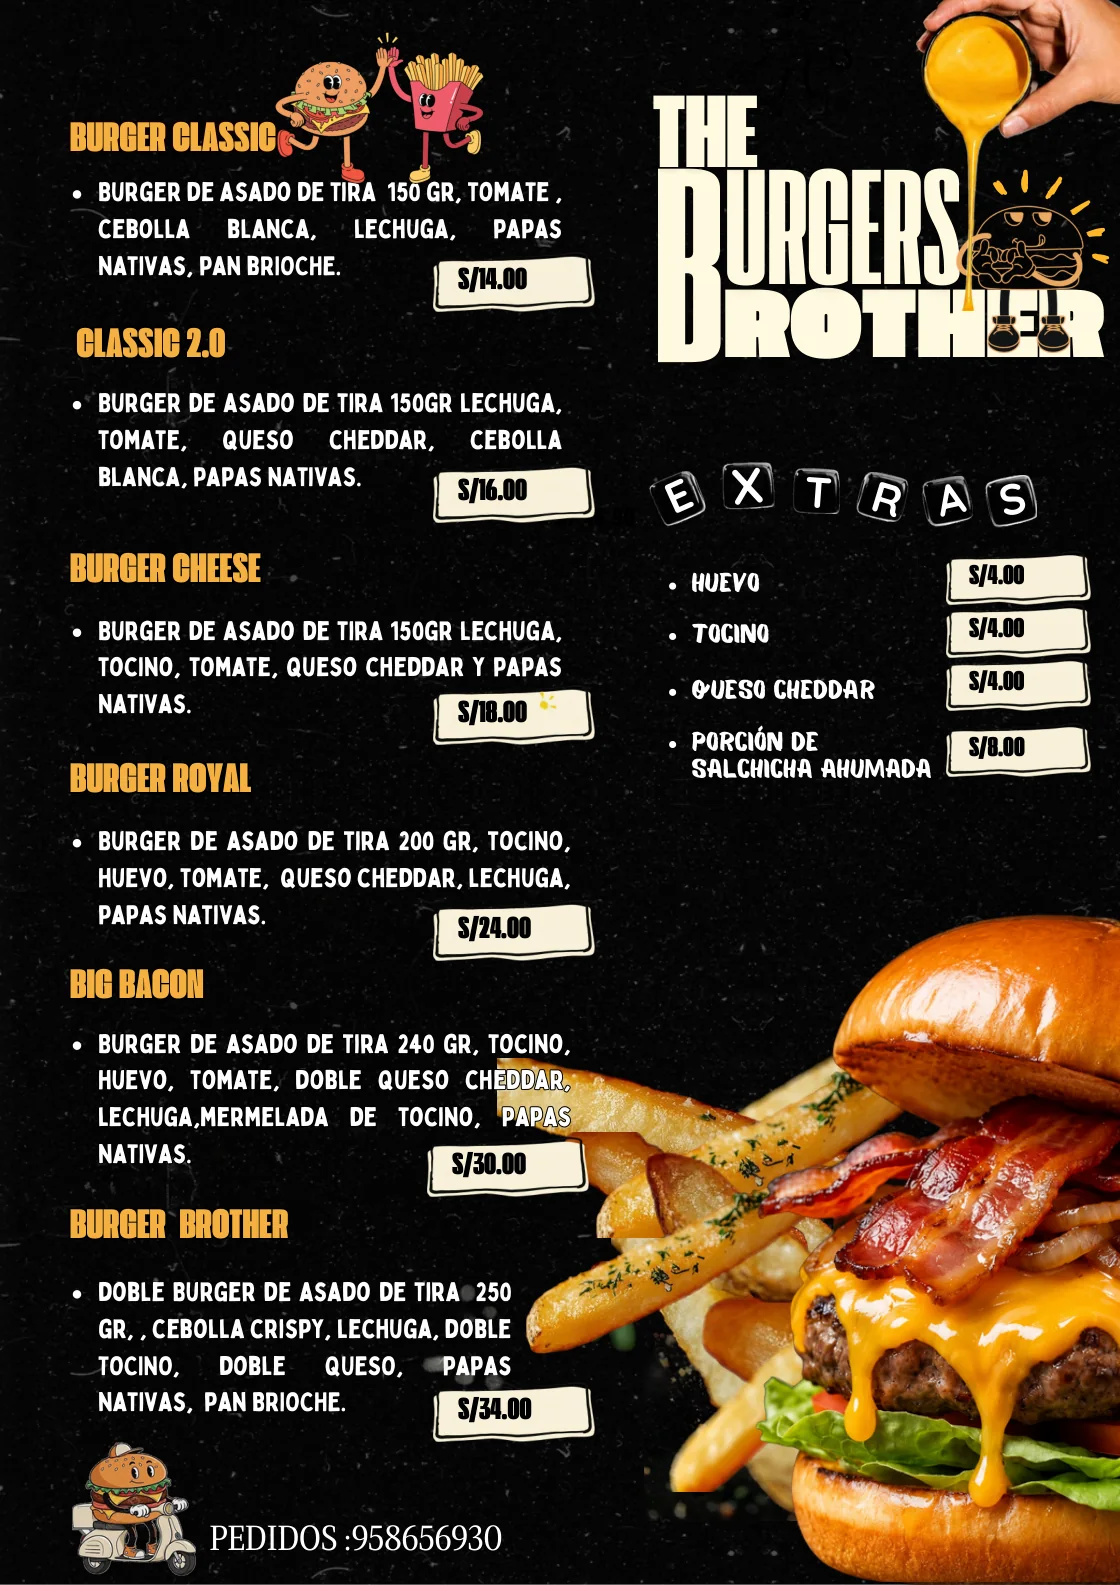 BURGER CLASSIC
BURGER DE ASADO DE TIRA 150 GR, TOMATE ,
CEBOLLA BLANCA, LECHUGA, PAPAS
NATIVAS, PAN BRIOCHE.
S/14.00
CLASSIC 2.0
BURGER DE ASADO DE TIRA 150GR LECHUGA,
TOMATE, QUESO CHEDDAR, CEBOLLA
BLANCA, PAPAS NATIVAS.
S/16.00
BURGER CHEESE
BURGER DE ASADO DE TIRA 150GR LECHUGA,
TOCINO, TOMATE, QUESO CHEDDAR Y PAPAS
NATIVAS.
S/18.00
BURGER ROYAL
BURGER DE ASADO DE TIRA 200 GR, TOCINO,
HUEVO, TOMATE, QUESO CHEDDAR, LECHUGA,
PAPAS NATIVAS.
S/24.00
BIG BACON
BURGER DE ASADO DE TIRA 240 GR, TOCINO,
HUEVO, TOMATE, DOBLE QUESO CHEDDAR,
LECHUGA,MERMELADA DE TOCINO, PAPAS
NATIVAS.
S/30.00
BURGER BROTHER
DOBLE BURGER DE ASADO DE TIRA 250
GR, , CEBOLLA CRISPY, LECHUGA, DOBLE
TOCINO, DOBLE QUESO, PAPAS
NATIVAS, PAN BRIOCHE.
S/34.00
PEDIDOS :958656930
THE
BURGERS
BROTHER
EXTRAS
HUEVO S/4.00
TOCINO S/4.00
QUESO CHEDDAR S/4.00
PORCIÓN DE
SALCHICHA AHUMADA S/8.00